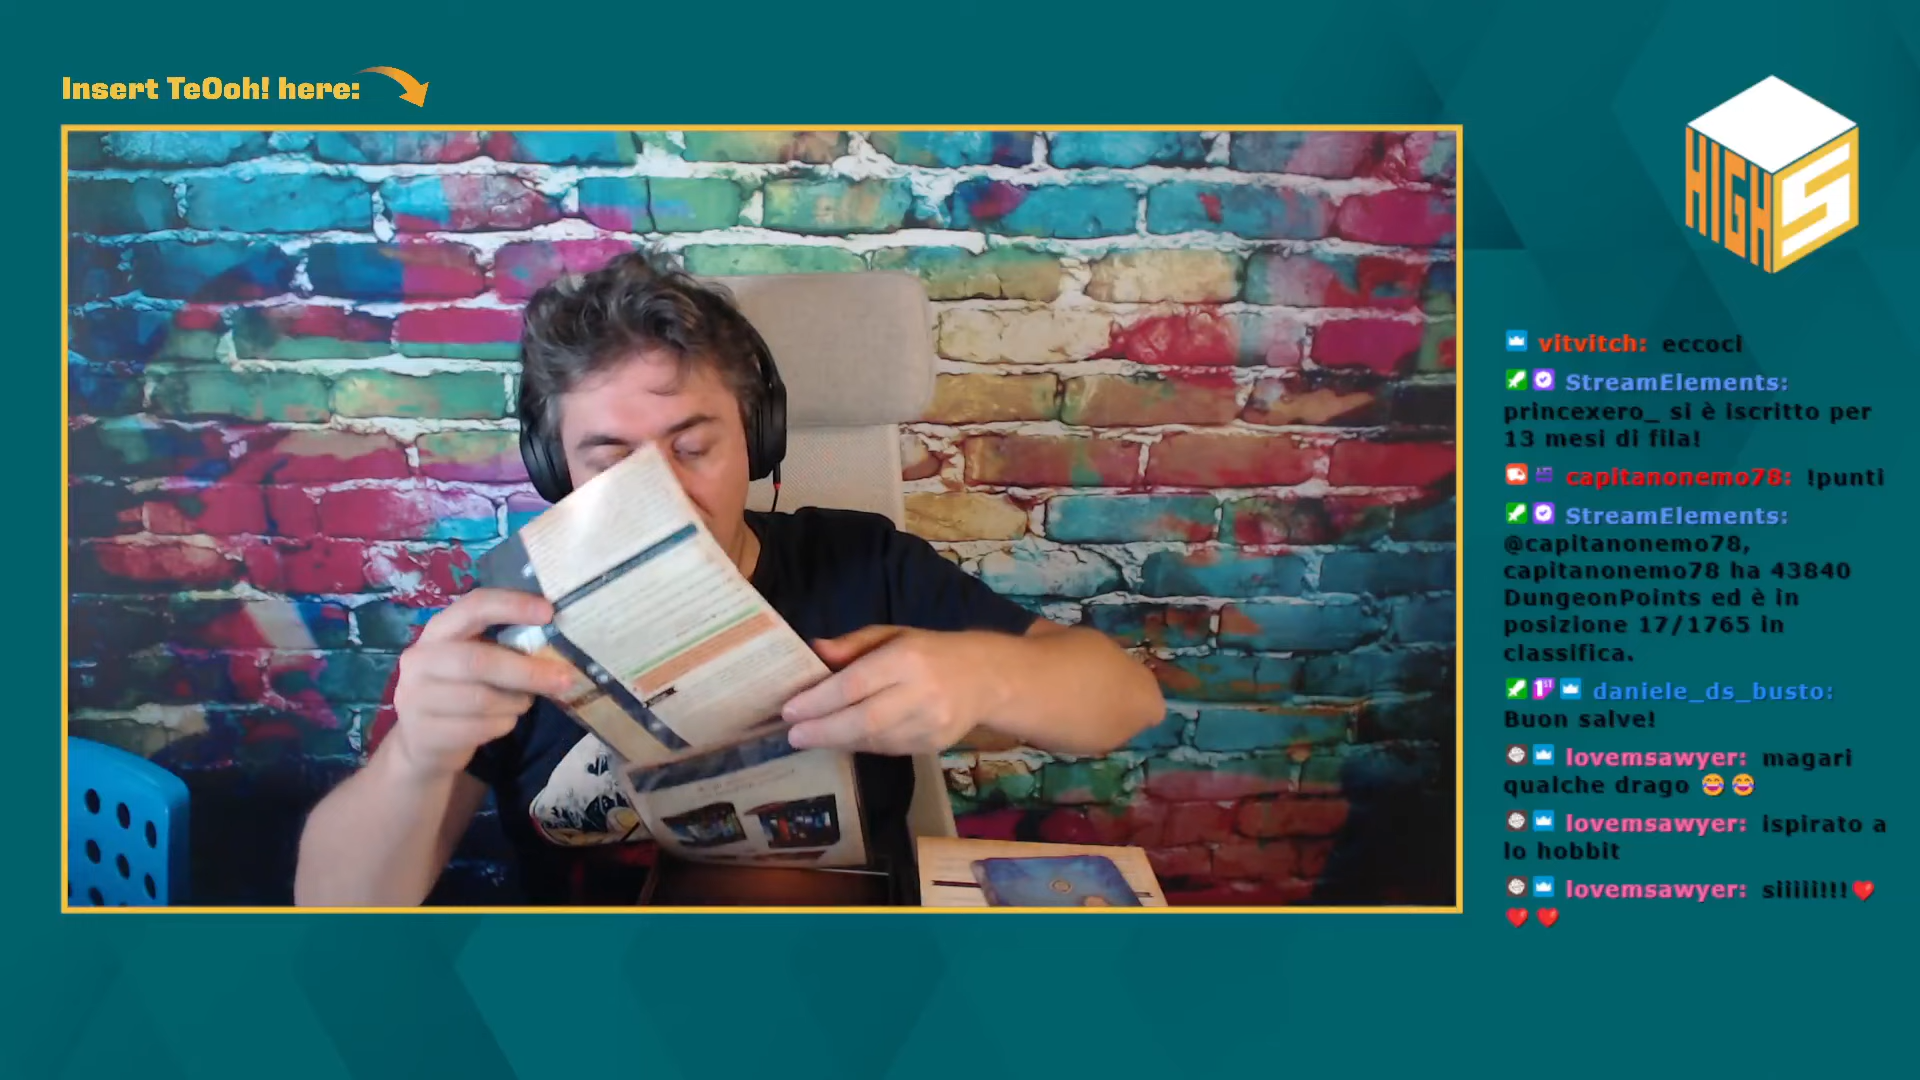 Insert TeOoh! here:
HIGH 5
vitvitch: eccoci
StreamElements:
princexero_ si è iscritto per
13 mesi di fila!
capitanonemo78: !punti
StreamElements:
@capitanonemo78,
capitanonemo78 ha 43840
DungeonPoints ed è in
posizione 17/1765 in
classifica.
daniele_ds_busto:
Buon salve!
lovemsawyer: magari
qualche drago 😂 😂
lovemsawyer: ispirato a
lo hobbit
lovemsawyer: siiiii!!! ❤️
❤️ ❤️